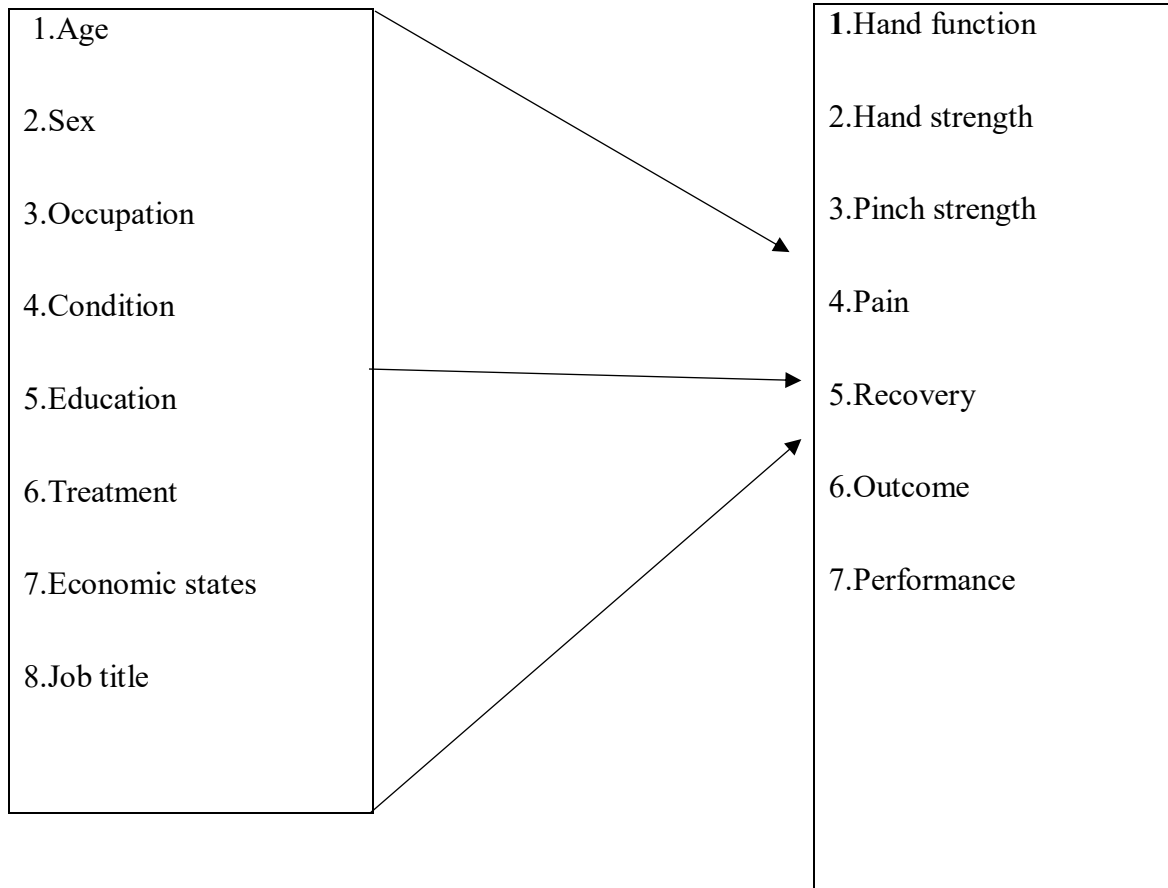 1.Age
2.Sex
3.Occupation
4.Condition
5.Education
6.Treatment
7.Economic states
8.Job title
1.Hand function
2.Hand strength
3.Pinch strength
4.Pain
5.Recovery
6.Outcome
7.Performance